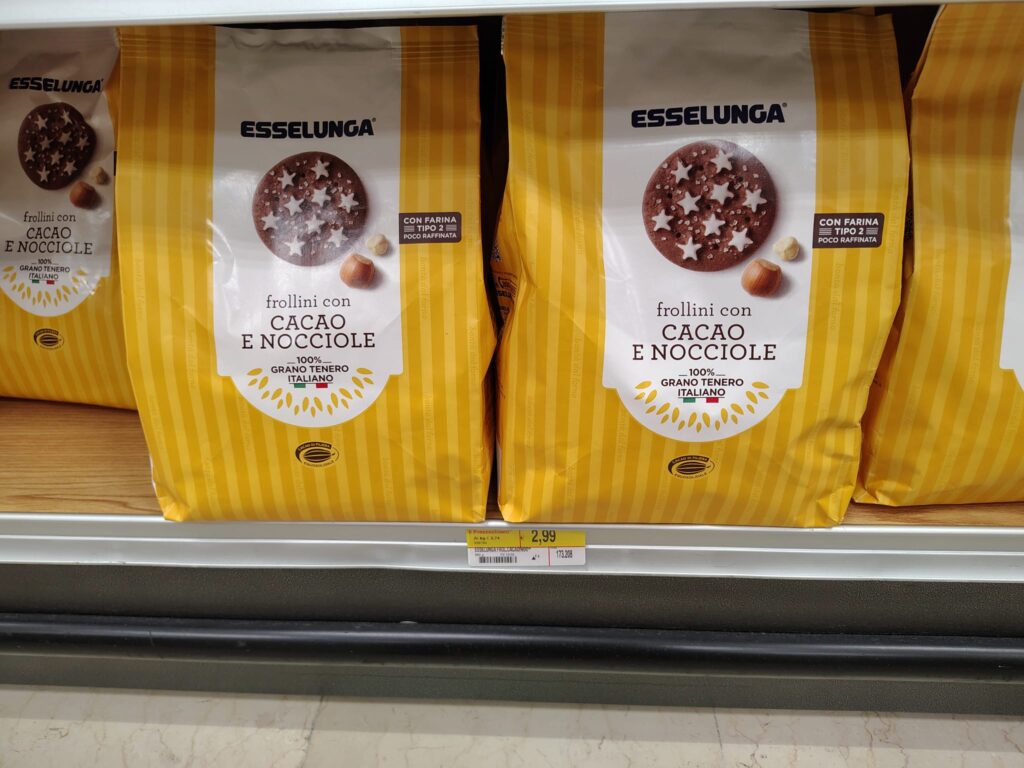 ESSELUNGA
frollini con
CACAO
E NOCCIOLE
100%
GRANO TENERO
ITALIANO
ESSELUNGA®
CON FARINA
TIPO 2
POCO RAFFINATA
frollini con
CACAO
E NOCCIOLE
100%
GRANO TENERO
ITALIANO
ESSELUNGA®
CON FARINA
TIPO 2
POCO RAFFINATA
frollini con
CACAO
E NOCCIOLE
100%
GRANO TENERO
ITALIANO
2,99
173.208